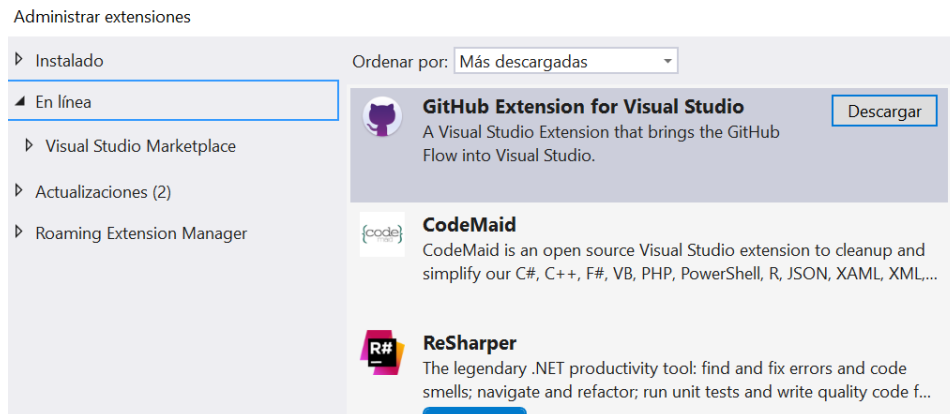 Administrar extensiones
Instalado
En línea
Visual Studio Marketplace
Actualizaciones (2)
Roaming Extension Manager
Ordenar por: Más descargadas
GitHub Extension for Visual Studio
Descargar
A Visual Studio Extension that brings the GitHub
Flow into Visual Studio.
{code}
maid
CodeMaid
CodeMaid is an open source Visual Studio extension to cleanup and
simplify our C#, C++, F#, VB, PHP, PowerShell, R, JSON, XAML, XML,...
R#
ReSharper
The legendary .NET productivity tool: find and fix errors and code
smells; navigate and refactor; run unit tests and write quality code f...